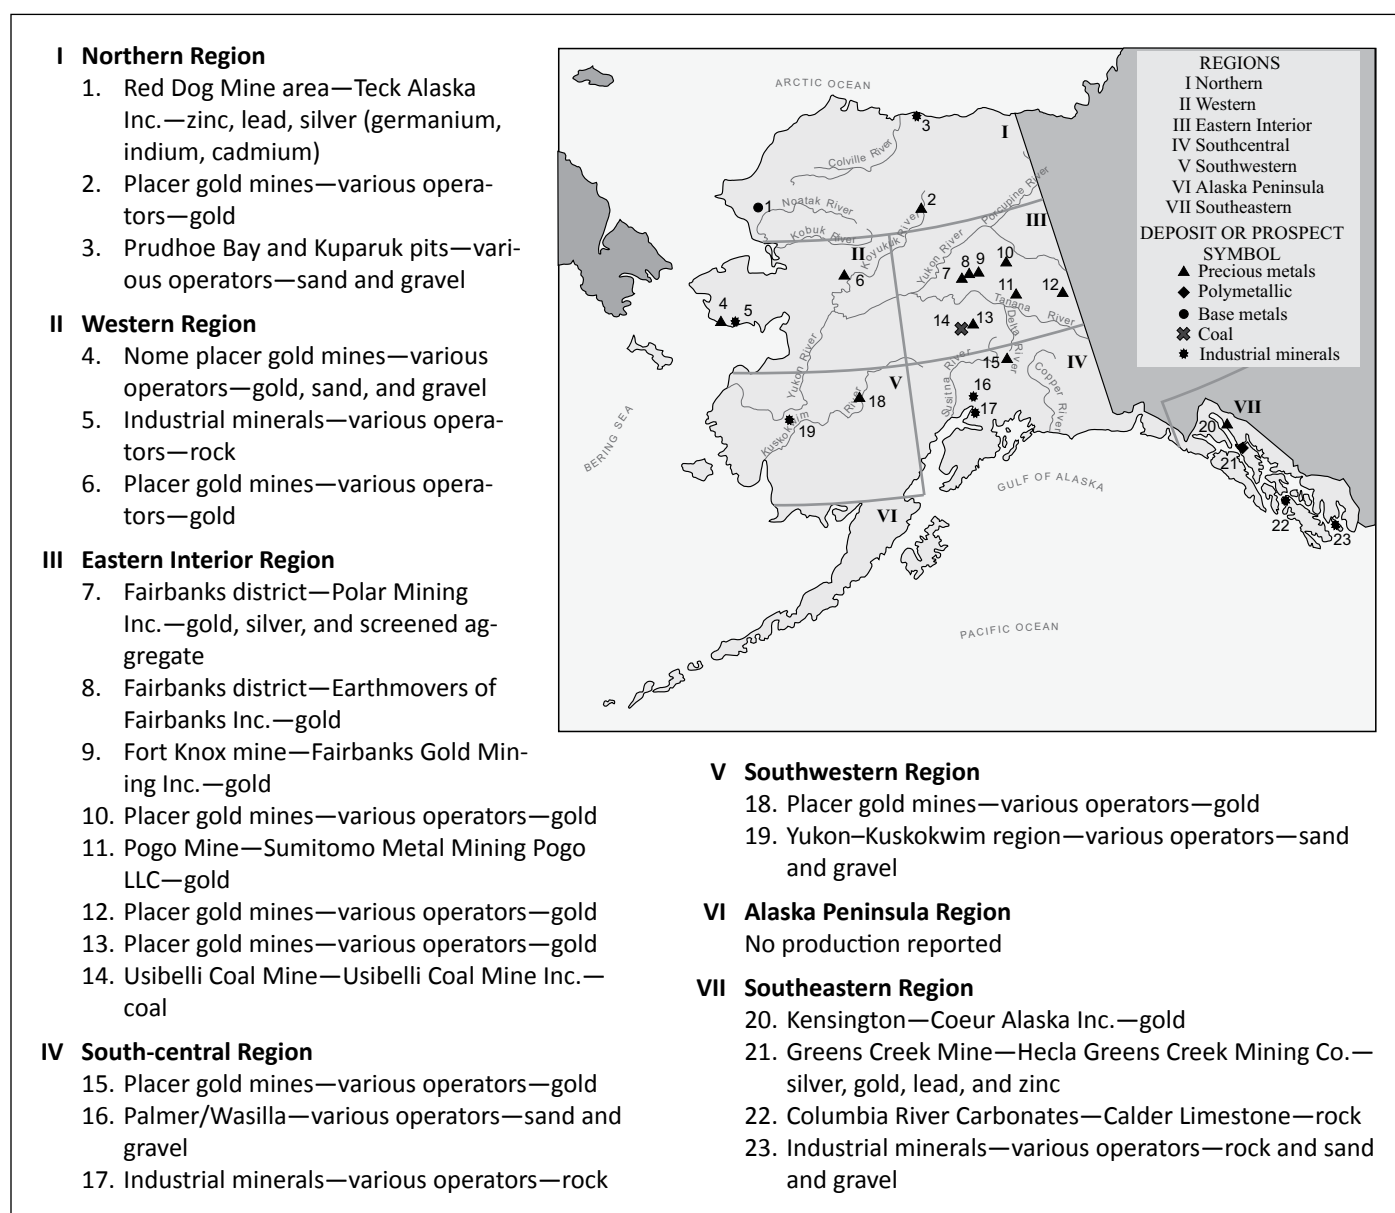 I Northern Region
1. Red Dog Mine area—Teck Alaska
Inc.—zinc, lead, silver (germanium,
indium, cadmium)
2. Placer gold mines—various opera-
tors—gold
3. Prudhoe Bay and Kuparuk pits—vari-
ous operators—sand and gravel
II Western Region
4. Nome placer gold mines—various
operators—gold, sand, and gravel
5. Industrial minerals—various opera-
tors—rock
6. Placer gold mines—various opera-
tors—gold
III Eastern Interior Region
7. Fairbanks district—Polar Mining
Inc.—gold, silver, and screened ag-
gregate
8. Fairbanks district—Earthmovers of
Fairbanks Inc.—gold
9. Fort Knox mine—Fairbanks Gold Min-
ing Inc.—gold
10. Placer gold mines—various operators—gold
11. Pogo Mine—Sumitomo Metal Mining Pogo
LLC—gold
12. Placer gold mines—various operators—gold
13. Placer gold mines—various operators—gold
14. Usibelli Coal Mine—Usibelli Coal Mine Inc.—
coal
IV South-central Region
15. Placer gold mines—various operators—gold
16. Palmer/Wasilla—various operators—sand and
gravel
17. Industrial minerals—various operators—rock
ARCTIC OCEAN
3
I
Colville River
1
Noatak River
2
Kobuk River
Koyukuk River
Porcupine River
III
II
6
Yukon River
7
8
9
10
11
12
4
5
Tanana River
14
13
Delta River
Yukon River
15
IV
V
Susitna River
16
17
Copper River
18
19
Kuskokwim River
BERING SEA
GULF OF ALASKA
VI
PACIFIC OCEAN
VII
20
21
22
23
REGIONS
I Northern
II Western
III Eastern Interior
IV Southcentral
V Southwestern
VI Alaska Peninsula
VII Southeastern
DEPOSIT OR PROSPECT
SYMBOL
Precious metals
Polymetallic
Base metals
Coal
Industrial minerals
V Southwestern Region
18. Placer gold mines—various operators—gold
19. Yukon–Kuskokwim region—various operators—sand
and gravel
VI Alaska Peninsula Region
No production reported
VII Southeastern Region
20. Kensington—Coeur Alaska Inc.—gold
21. Greens Creek Mine—Hecla Greens Creek Mining Co.—
silver, gold, lead, and zinc
22. Columbia River Carbonates—Calder Limestone—rock
23. Industrial minerals—various operators—rock and sand
and gravel